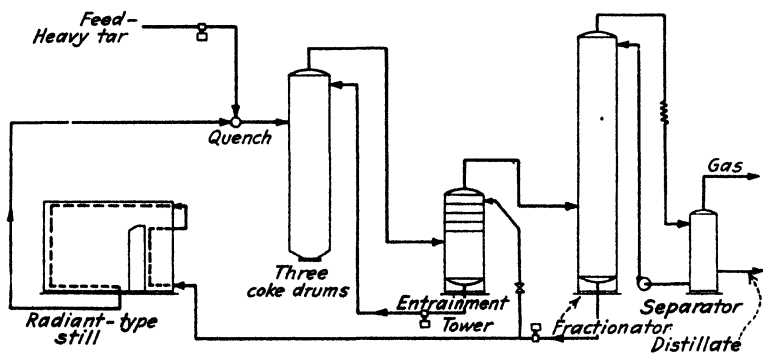 Feed-
Heavy tar
Quench
Gas
Three
coke drums
Entrainment
Tower
Separator
Radiant-type
still
Fractionator
Distillate